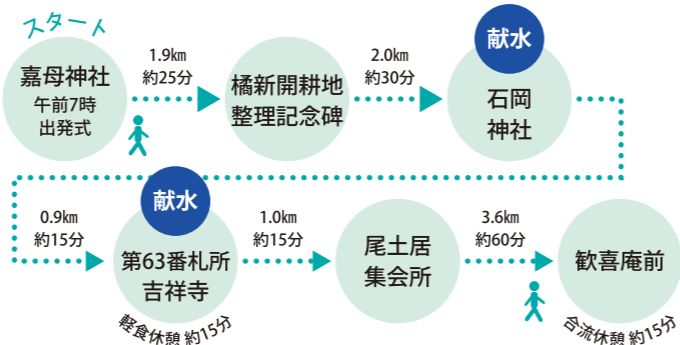 スタート
嘉母神社
午前7時
出発式
1.9km
約25分
橘新開耕地
整理記念碑
2.0km
約30分
献水
石岡
神社
0.9km
約15分
献水
第63番札所
吉祥寺
軽食休憩 約15分
1.0km
約15分
尾土居
集会所
3.6km
約60分
歓喜庵前
合流休憩 約15分